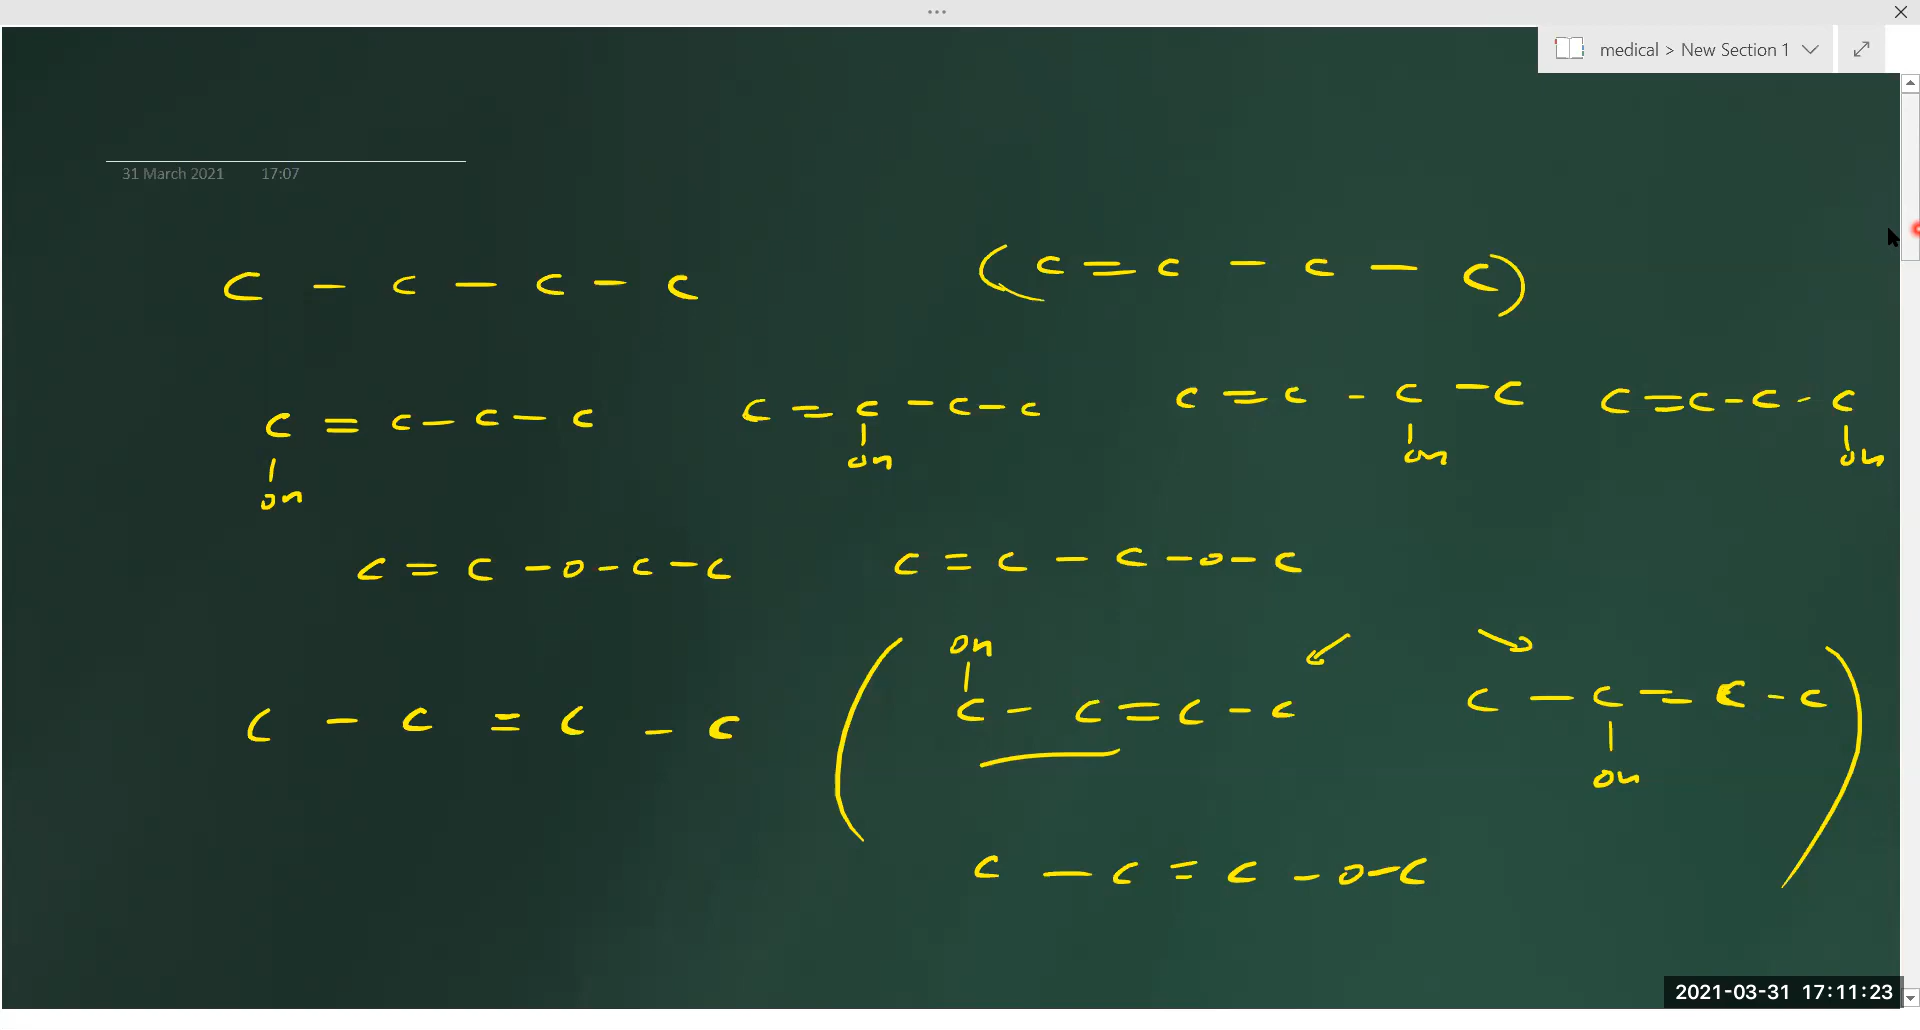 medical > New Section 1
31 March 2021 17:07
C - C - C - C (C = C - C - C)
C = C - C - C C = C - C - C C = C - C - C C = C - C - C
OH OH OH
OH
C = C - O - C - C C = C - C - O - C
OH
C - C = C - C C - C = C - C C - C = C - C
OH
C - C = C - O - C
2021-03-31 17:11:23